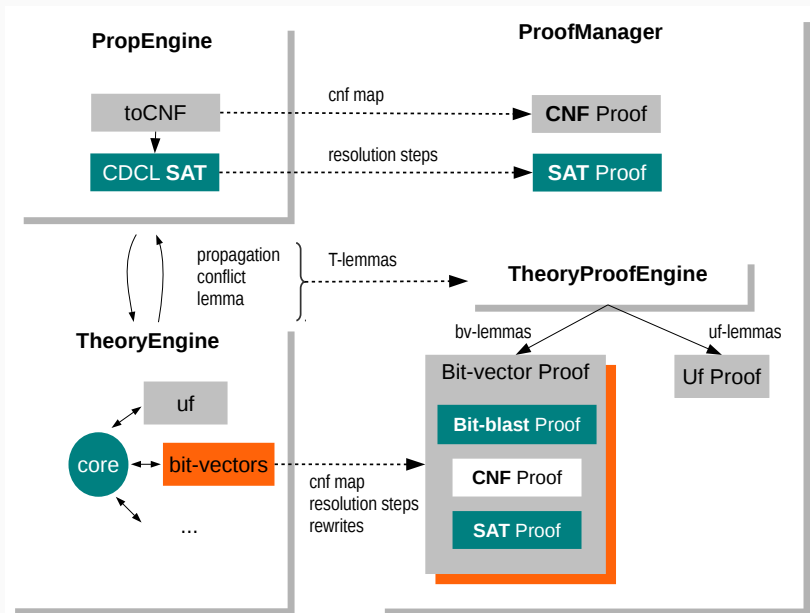 PropEngine
ProofManager
toCNF
cnf map
CNF Proof
CDCL SAT
resolution steps
SAT Proof
propagation
conflict
lemma
T-lemmas
TheoryProofEngine
TheoryEngine
bv-lemmas
uf-lemmas
Bit-vector Proof
Uf Proof
uf
Bit-blast Proof
core
bit-vectors
cnf map
resolution steps
rewrites
CNF Proof
SAT Proof
...